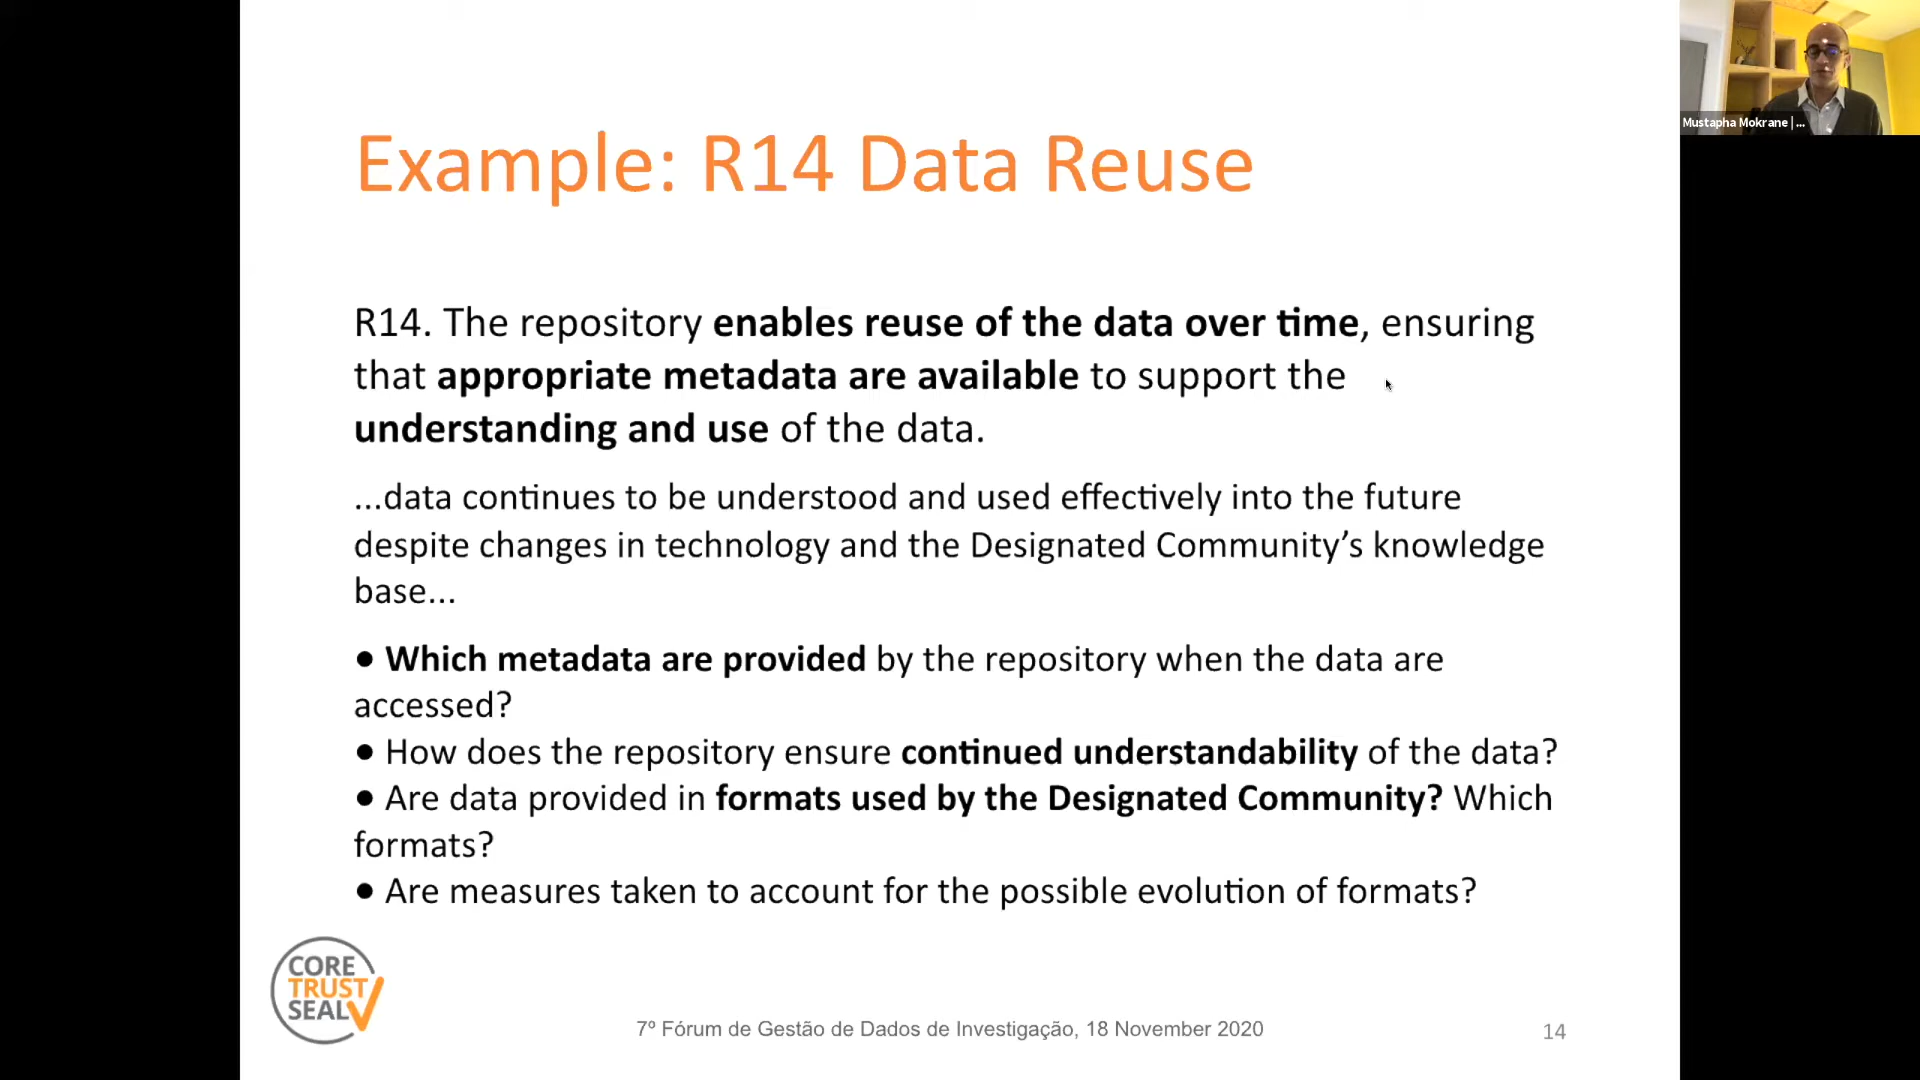 Mustapha Mokrane | ...
Example: R14 Data Reuse
R14. The repository enables reuse of the data over time, ensuring
that appropriate metadata are available to support the
understanding and use of the data.
...data continues to be understood and used effectively into the future
despite changes in technology and the Designated Community’s knowledge
base...
● Which metadata are provided by the repository when the data are
accessed?
● How does the repository ensure continued understandability of the data?
● Are data provided in formats used by the Designated Community? Which
formats?
● Are measures taken to account for the possible evolution of formats?
CORE
TRUST
SEAL
7º Fórum de Gestão de Dados de Investigação, 18 November 2020
14